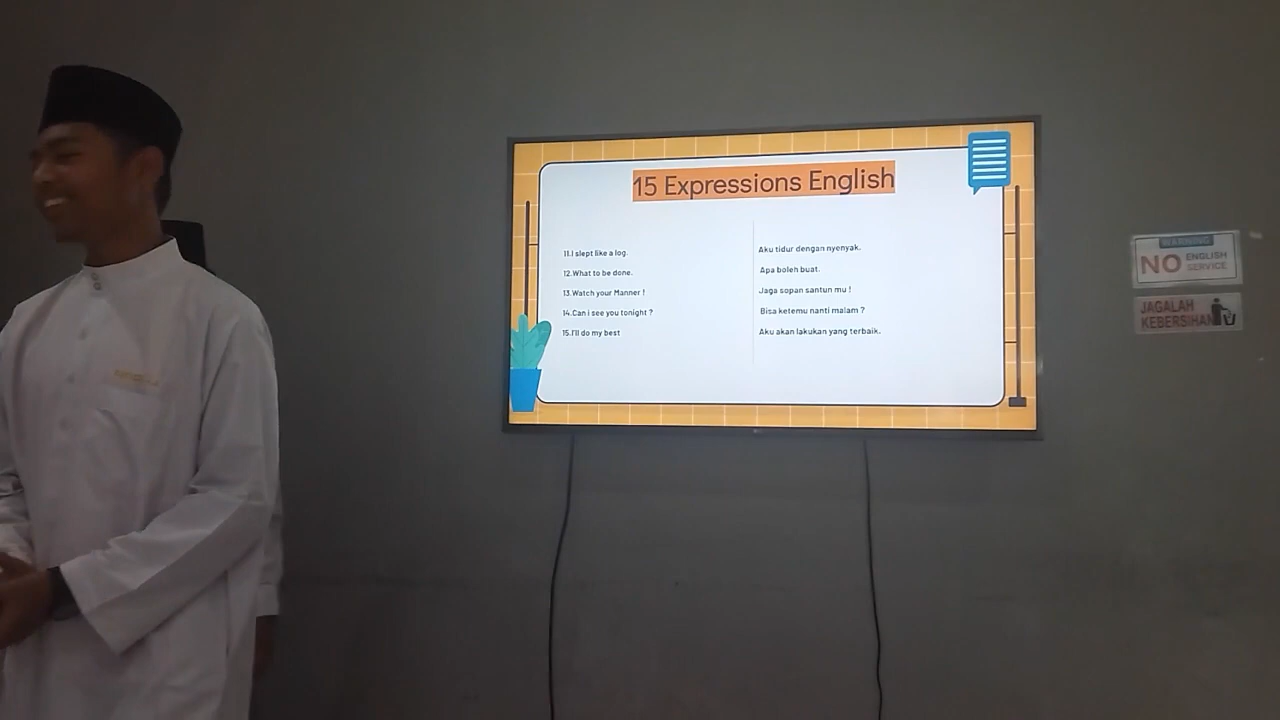 15 Expressions English
11.I slept like a log.
12.What to be done.
13.Watch your Manner !
14.Can i see you tonight ?
15.I'll do my best
Aku tidur dengan nyenyak.
Apa boleh buat.
Jaga sopan santun mu !
Bisa ketemu nanti malam ?
Aku akan lakukan yang terbaik.
WARNING
NO ENGLISH
SERVICE
JAGALAH
KEBERSIHAN